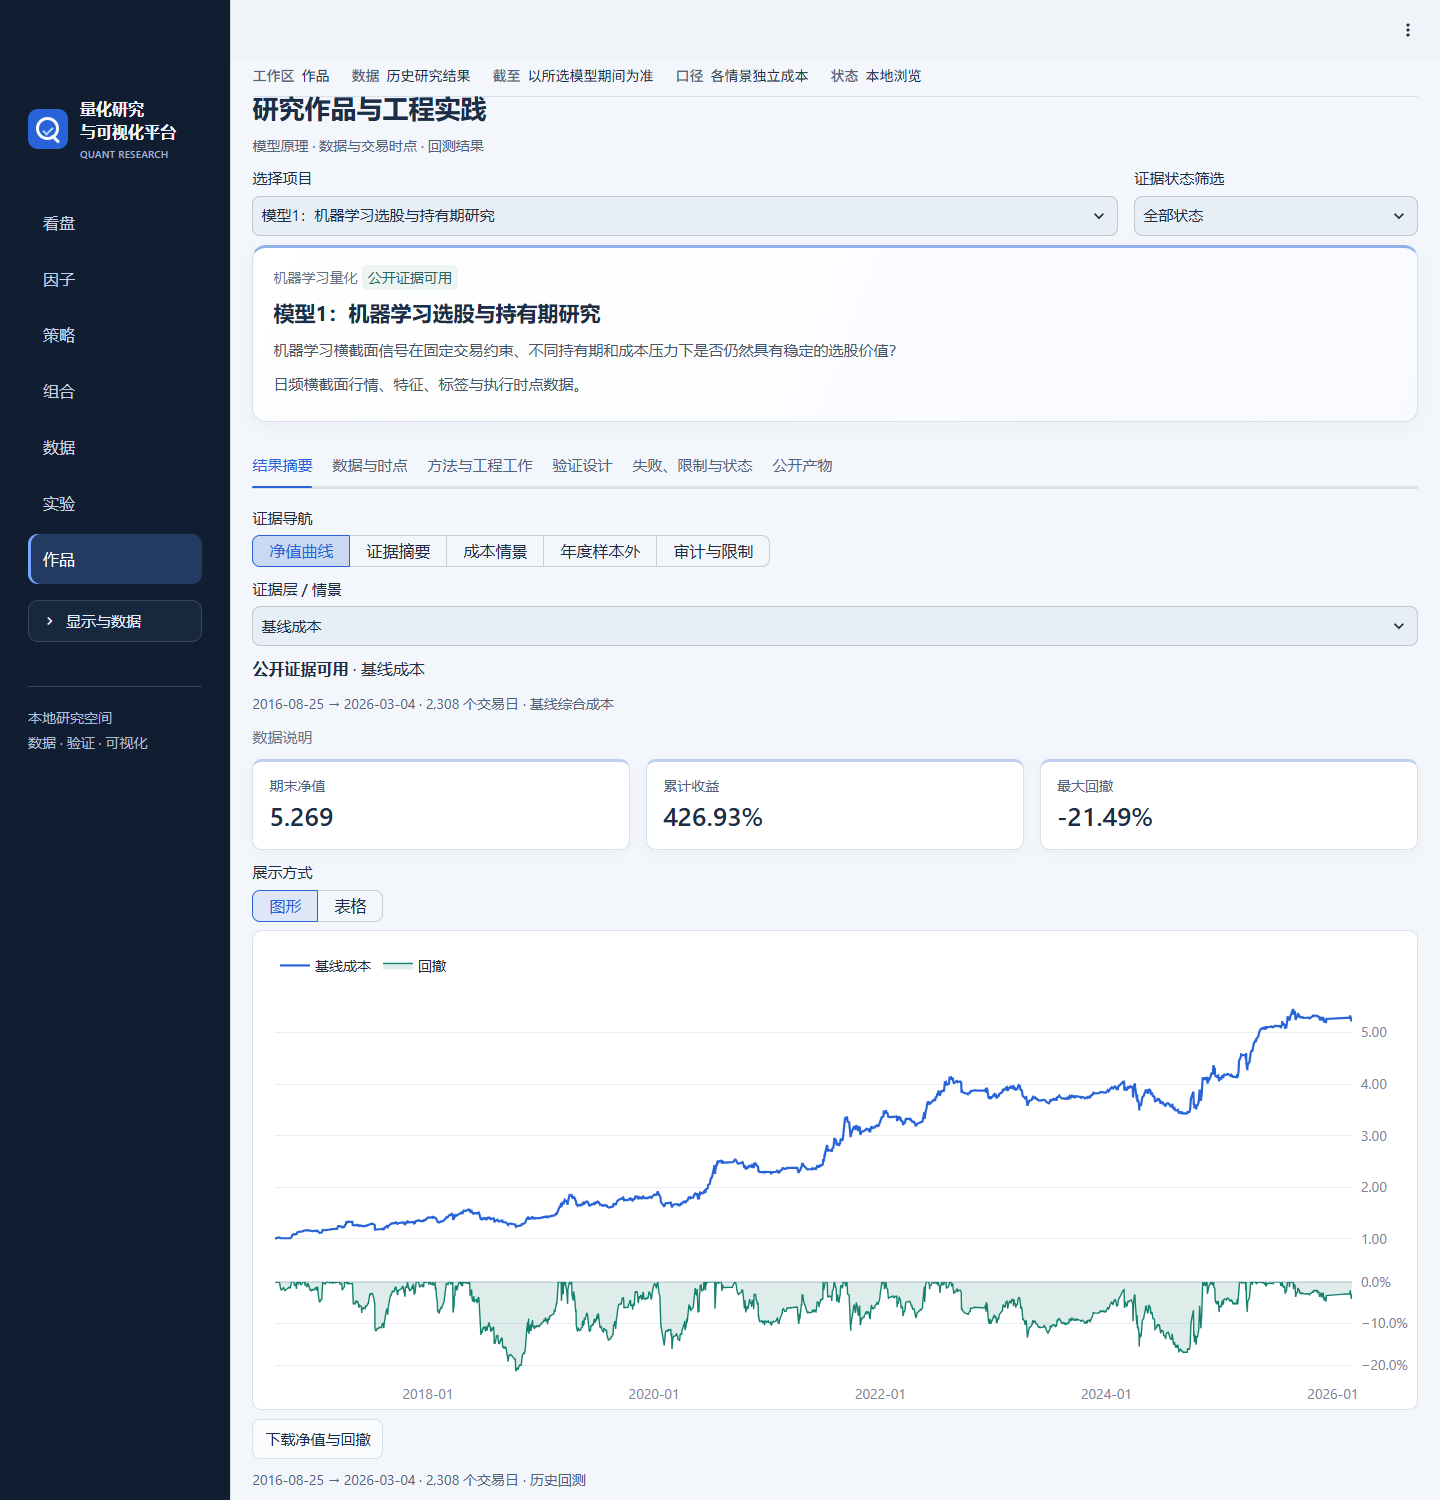 量化研究
与可视化平台
QUANT RESEARCH
看盘
因子
策略
组合
数据
实验
作品
显示与数据
本地研究空间
数据 · 验证 · 可视化
工作区 作品 数据 历史研究结果 截至 以所选模型期间为准 口径 各情景独立成本 状态 本地浏览
研究作品与工程实践
模型原理 · 数据与交易时点 · 回测结果
选择项目 证据状态筛选
模型1：机器学习选股与持有期研究 全部状态
机器学习量化 公开证据可用
模型1：机器学习选股与持有期研究
机器学习横截面信号在固定交易约束、不同持有期和成本压力下是否仍然具有稳定的选股价值？
日频横截面行情、特征、标签与执行时点数据。
结果摘要 数据与时点 方法与工程工作 验证设计 失败、限制与状态 公开产物
证据导航
净值曲线 证据摘要 成本情景 年度样本外 审计与限制
证据层 / 情景
基线成本
公开证据可用 · 基线成本
2016-08-25 → 2026-03-04 · 2,308 个交易日 · 基线综合成本
数据说明
期末净值 累计收益 最大回撤
5.269 426.93% -21.49%
展示方式
图形 表格
基线成本 回撤
5.00
4.00
3.00
2.00
1.00
0.0%
−10.0%
−20.0%
2018-01 2020-01 2022-01 2024-01 2026-01
下载净值与回撤
2016-08-25 → 2026-03-04 · 2,308 个交易日 · 历史回测